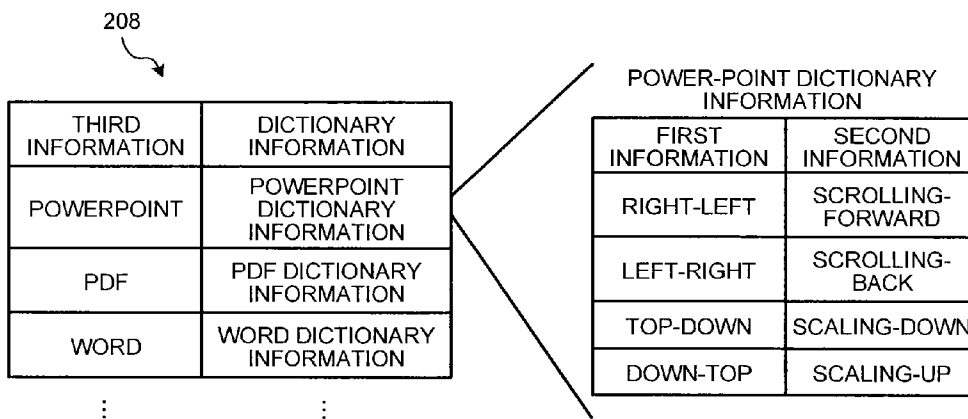 208
THIRD INFORMATION
DICTIONARY INFORMATION
POWERPOINT
POWERPOINT DICTIONARY INFORMATION
PDF
PDF DICTIONARY INFORMATION
WORD
WORD DICTIONARY INFORMATION
POWER-POINT DICTIONARY INFORMATION
FIRST INFORMATION
SECOND INFORMATION
RIGHT-LEFT
SCROLLING-FORWARD
LEFT-RIGHT
SCROLLING-BACK
TOP-DOWN
SCALING-DOWN
DOWN-TOP
SCALING-UP